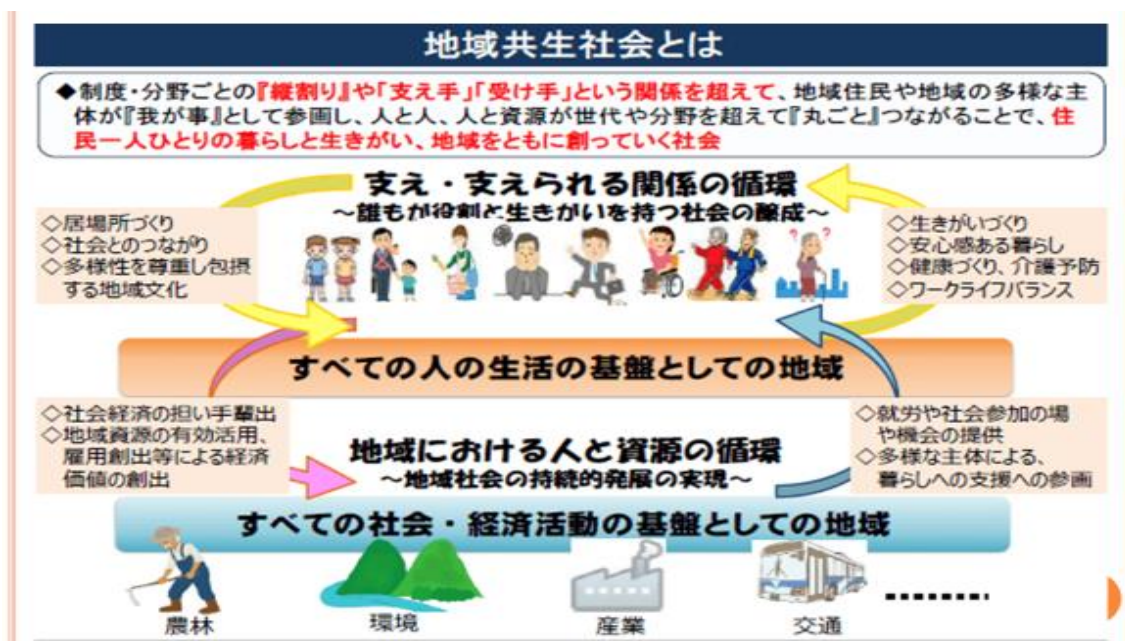 地域共生社会とは
◆制度・分野ごとの『縦割り』や「支え手」「受け手」という関係を超えて、地域住民や地域の多様な主
体が『我が事』として参画し、人と人、人と資源が世代や分野を超えて『丸ごと』つながることで、住
民一人ひとりの暮らしと生きがい、地域をともに創っていく社会
支え・支えられる関係の循環
～誰もが役割と生きがいを持つ社会の醸成～
◇居場所づくり
◇社会とのつながり
◇多様性を尊重し包摂
する地域文化
◇生きがいづくり
◇安心感ある暮らし
◇健康づくり、介護予防
◇ワークライフバランス
すべての人の生活の基盤としての地域
◇社会経済の担い手輩出
◇地域資源の有効活用、
雇用創出等による経済
価値の創出
地域における人と資源の循環
～地域社会の持続的発展の実現～
◇就労や社会参加の場
や機会の提供
◇多様な主体による、
暮らしへの支援への参画
すべての社会・経済活動の基盤としての地域
農林
環境
産業
交通